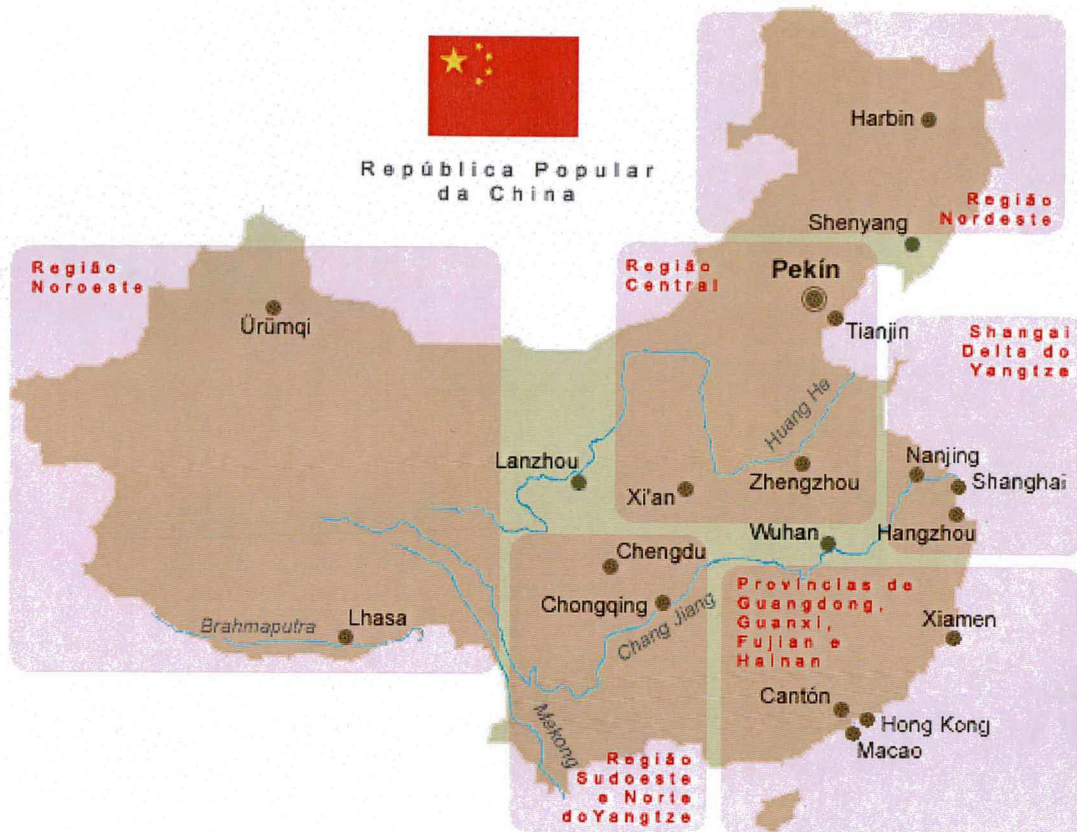 República Popular
da China
Harbin
Região
Nordeste
Shenyang
Região
Noroeste
Ürümqi
Região
Central
Pekín
Tianjin
Shangai
Delta do
Yangtze
Huang He
Lanzhou
Xi'an
Zhengzhou
Nanjing
Shanghai
Hangzhou
Wuhan
Chengdu
Chongqing
Chang Jiang
Brahmaputra
Lhasa
Províncias de
Guangdong,
Guanxi,
Fujian e
Hainan
Xiamen
Cantón
Hong Kong
Macao
Mekong
Região
Sudoeste
e Norte
doYangtze